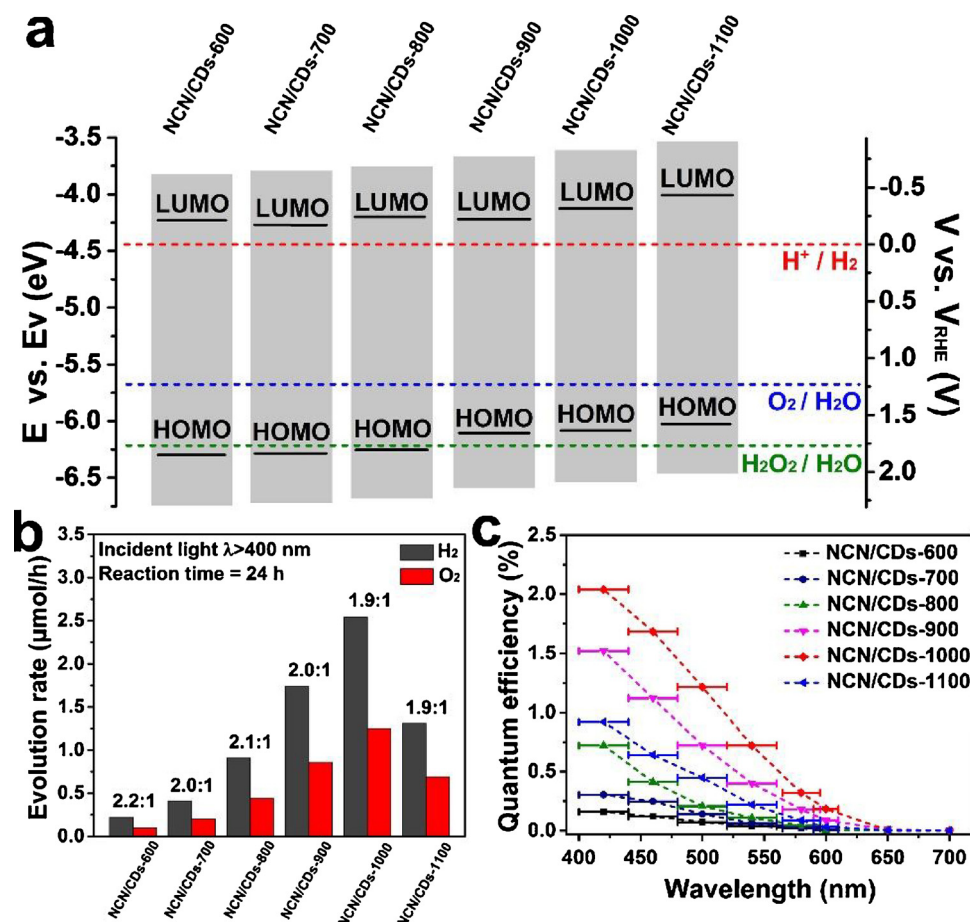 a
NCN/CDs-600
NCN/CDs-700
NCN/CDs-800
NCN/CDs-900
NCN/CDs-1000
NCN/CDs-1100
E vs. Ev (eV)
-3.5
-4.0
-4.5
-5.0
-5.5
-6.0
-6.5
LUMO LUMO LUMO LUMO LUMO LUMO
H⁺ / H₂
O₂ / H₂O
HOMO HOMO HOMO HOMO HOMO HOMO
H₂O₂ / H₂O
-0.5
0.0
0.5
1.0
1.5
2.0
V vs. V_RHE (V)
b
Evolution rate (μmol/h)
3.5
3.0
2.5
2.0
1.5
1.0
0.5
0.0
Incident light λ>400 nm
Reaction time = 24 h
H₂
O₂
2.2:1
2.0:1
2.1:1
2.0:1
1.9:1
1.9:1
NCN/CDs-600
NCN/CDs-700
NCN/CDs-800
NCN/CDs-900
NCN/CDs-1000
NCN/CDs-1100
c
Quantum efficiency (%)
2.5
2.0
1.5
1.0
0.5
0.0
NCN/CDs-600
NCN/CDs-700
NCN/CDs-800
NCN/CDs-900
NCN/CDs-1000
NCN/CDs-1100
400 450 500 550 600 650 700
Wavelength (nm)